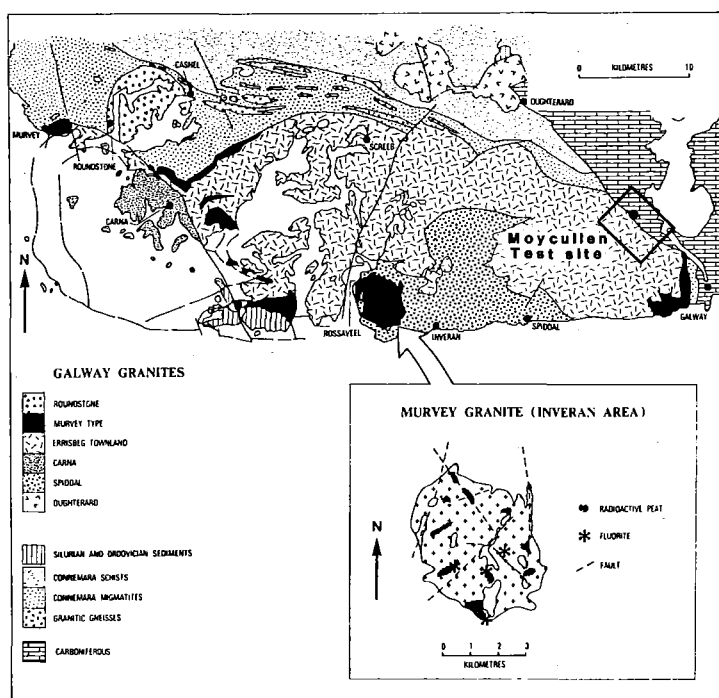 CASHEL
KILOMETRES
0 10
OUGHTERARD
MURVEY
ROUNDSTONE
SCREEB
CARNA
Moycullen
Test site
N
ROSSAVEEL
INVERAN
SPIDDAL
GALWAY
GALWAY GRANITES
ROUNDSTONE
MURVEY TYPE
ERRISBEG TOWNLAND
CARNA
SPIDDAL
OUGHTERARD
SILURIAN AND ORDOVICIAN SEDIMENTS
CONNEMARA SCHISTS
CONNEMARA MIGMATITES
GRANITIC GNEISSES
CARBONIFEROUS
MURVEY GRANITE (INVERAN AREA)
N
RADIOACTIVE PEAT
FLUORITE
FAULT
0 1 2 3
KILOMETRES